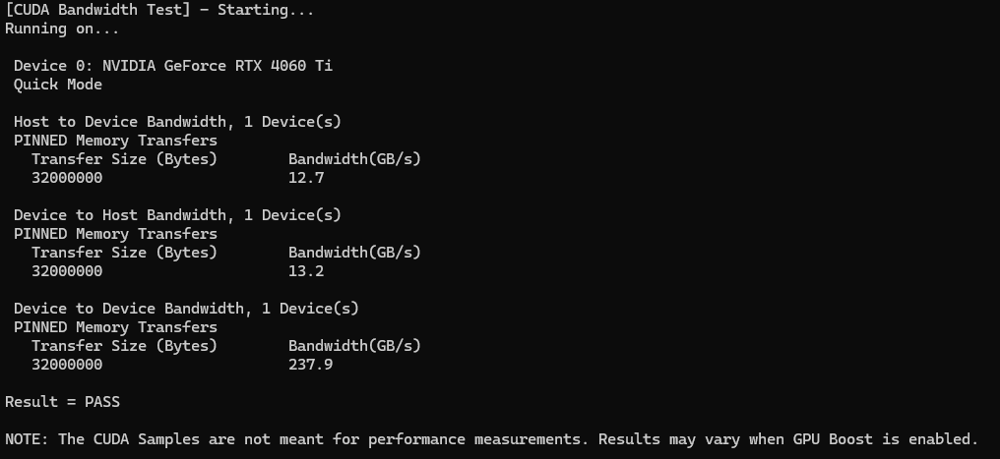 [CUDA Bandwidth Test] - Starting...
Running on...
Device 0: NVIDIA GeForce RTX 4060 Ti
Quick Mode
Host to Device Bandwidth, 1 Device(s)
PINNED Memory Transfers
Transfer Size (Bytes) Bandwidth(GB/s)
32000000 12.7
Device to Host Bandwidth, 1 Device(s)
PINNED Memory Transfers
Transfer Size (Bytes) Bandwidth(GB/s)
32000000 13.2
Device to Device Bandwidth, 1 Device(s)
PINNED Memory Transfers
Transfer Size (Bytes) Bandwidth(GB/s)
32000000 237.9
Result = PASS
NOTE: The CUDA Samples are not meant for performance measurements. Results may vary when GPU Boost is enabled.